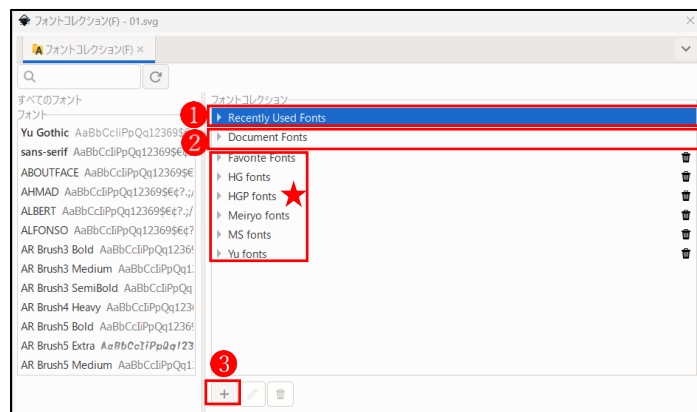 フォントコレクション(F) - 01.svg
フォントコレクション(F)
すべてのフォント
フォント
Yu Gothic AaBbCcIiPpQq12369$€
sans-serif AaBbCcIiPpQq12369$€¢
ABOUTFACE AaBbCcIiPpQq12369$€
AHMAD AaBbCcIiPpQq12369$€¢?.;/
ALBERT AaBbCcIiPpQq12369$€¢?.;/
ALFONSO AaBbCcIiPpQq12369$€¢?
AR Brush3 Bold AaBbCcIiPpQq1236
AR Brush3 Medium AaBbCcIiPpQq1
AR Brush3 SemiBold AaBbCcIiPpQq
AR Brush4 Heavy AaBbCcIiPpQq123
AR Brush5 Bold AaBbCcIiPpQq1236
AR Brush5 Extra AaBbCcIiPpQq123
AR Brush5 Medium AaBbCcIiPpQq1
フォントコレクション
1 Recently Used Fonts
2 Document Fonts
Favorite Fonts
HG fonts
HGP fonts
Meiryo fonts
MS fonts
Yu fonts
3